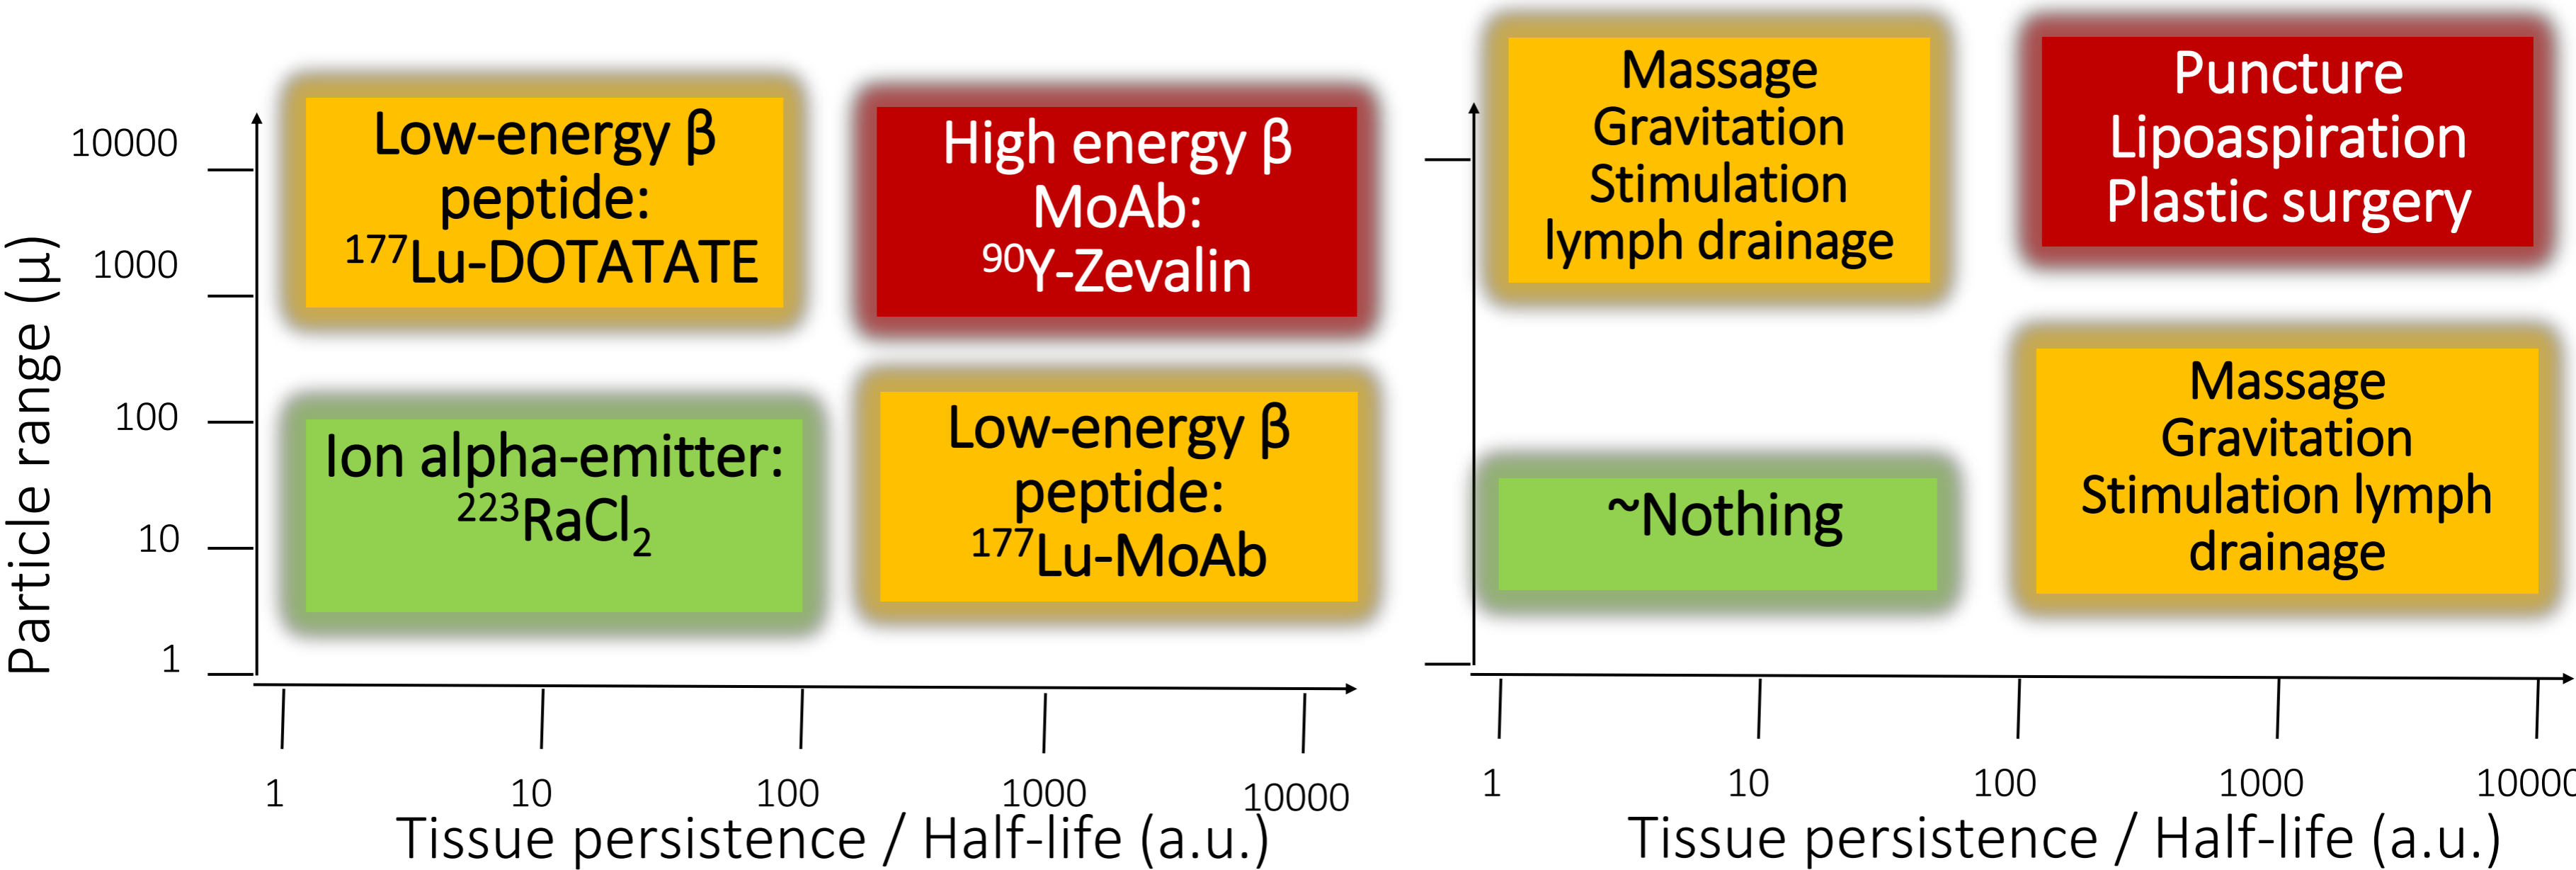 Particle range (µ)
10000
1000
100
10
1
Low-energy β
peptide:
¹⁷⁷Lu-DOTATATE
High energy β
MoAb:
⁹⁰Y-Zevalin
Ion alpha-emitter:
²²³RaCl₂
Low-energy β
peptide:
¹⁷⁷Lu-MoAb
1
10
100
1000
10000
Tissue persistence / Half-life (a.u.)
Massage
Gravitation
Stimulation
lymph drainage
Puncture
Lipoaspiration
Plastic surgery
~Nothing
Massage
Gravitation
Stimulation lymph
drainage
1
10
100
1000
10000
Tissue persistence / Half-life (a.u.)